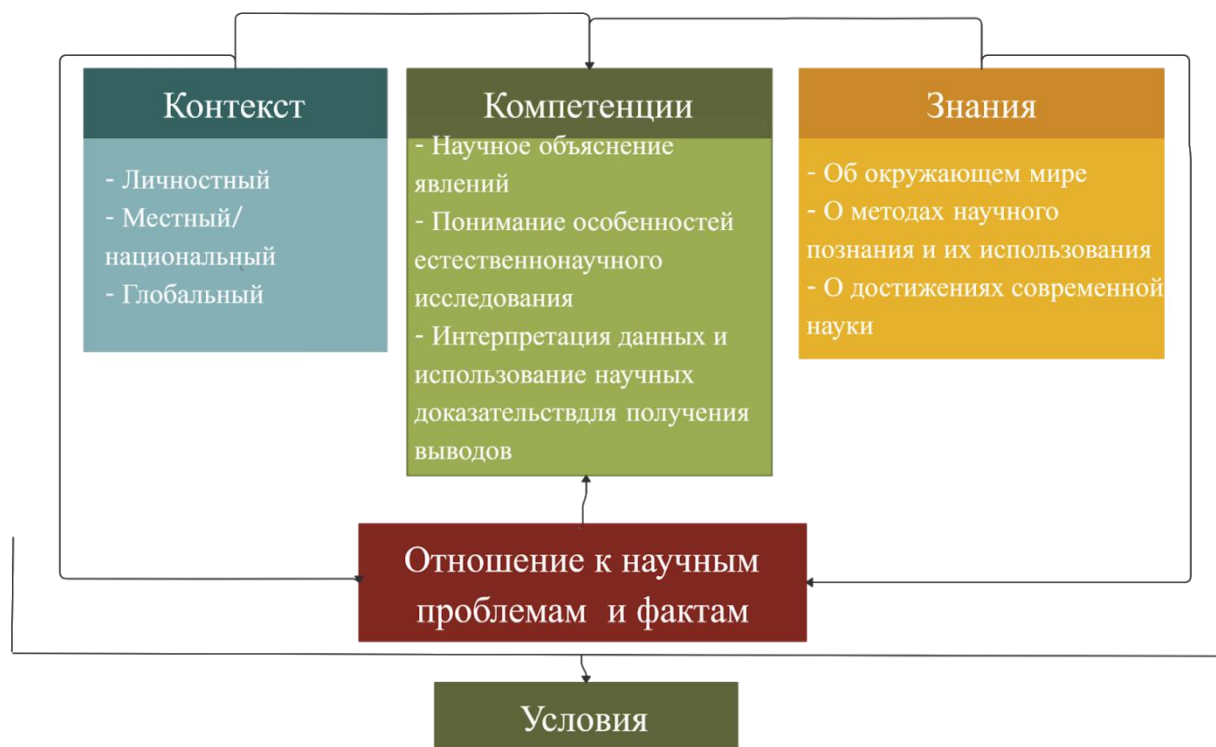 Контекст
- Личностный
- Местный/
национальный
- Глобальный
Компетенции
- Научное объяснение
явлений
- Понимание особенностей
естественнонаучного
исследования
- Интерпретация данных и
использование научных
доказательствдля получения
выводов
Знания
- Об окружающем мире
- О методах научного
познания и их использования
- О достижениях современной
науки
Отношение к научным
проблемам и фактам
Условия